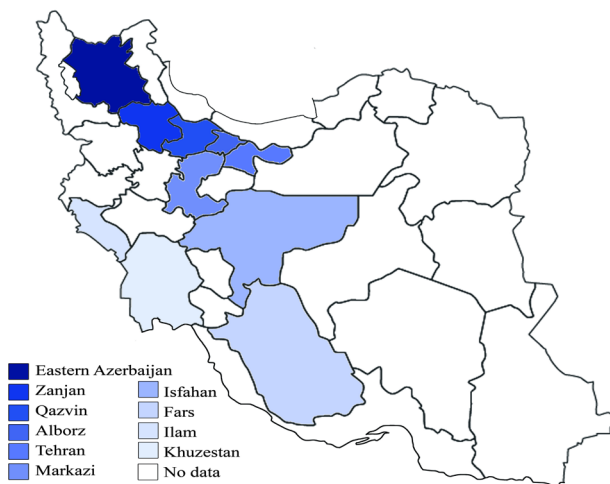 Eastern Azerbaijan
Zanjan
Qazvin
Alborz
Tehran
Markazi
Isfahan
Fars
Ilam
Khuzestan
No data